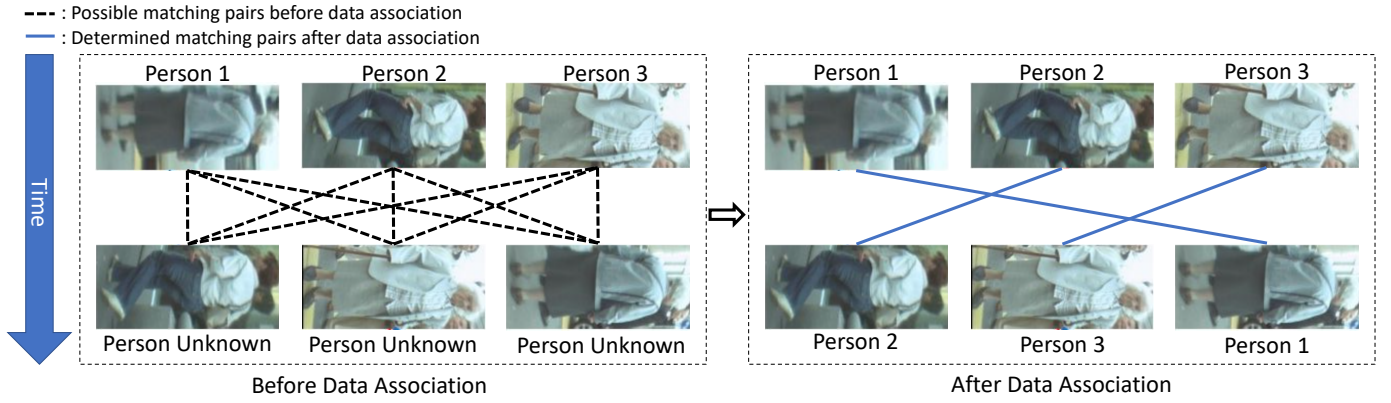 : Possible matching pairs before data association
: Determined matching pairs after data association
Time
Person 1 Person 2 Person 3
Person Unknown Person Unknown Person Unknown
Before Data Association
Person 1 Person 2 Person 3
Person 2 Person 3 Person 1
After Data Association